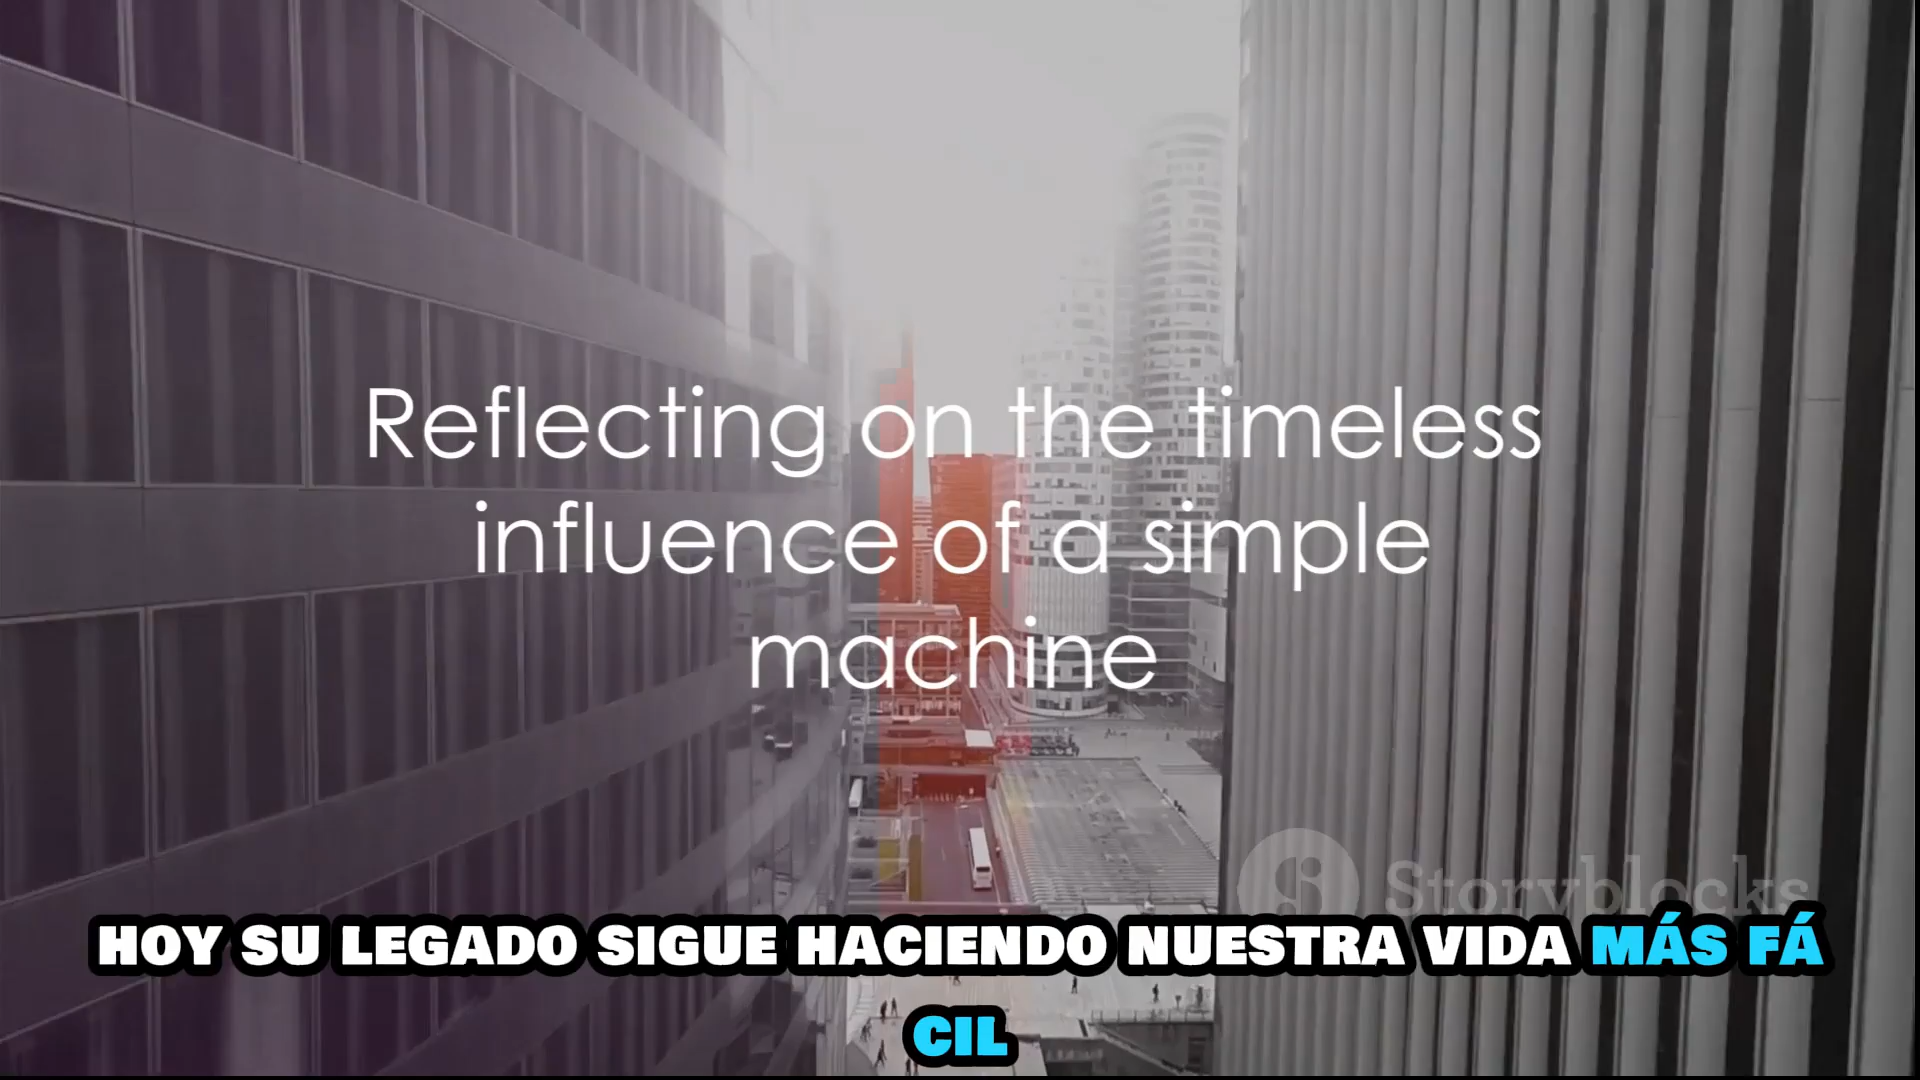 Reflecting on the timeless
influence of a simple
machine
Storyblocks
HOY SU LEGADO SIGUE HACIENDO NUESTRA VIDA MÁS FÁ
CIL